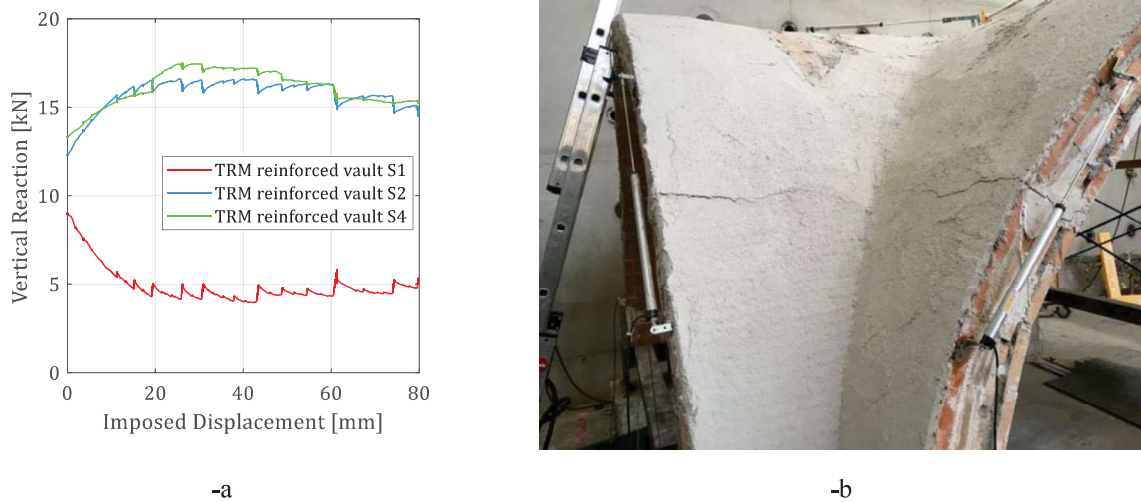 20
15
10
5
0
Vertical Reaction [kN]
TRM reinforced vault S1
TRM reinforced vault S2
TRM reinforced vault S4
0 20 40 60 80
Imposed Displacement [mm]
-a
-b